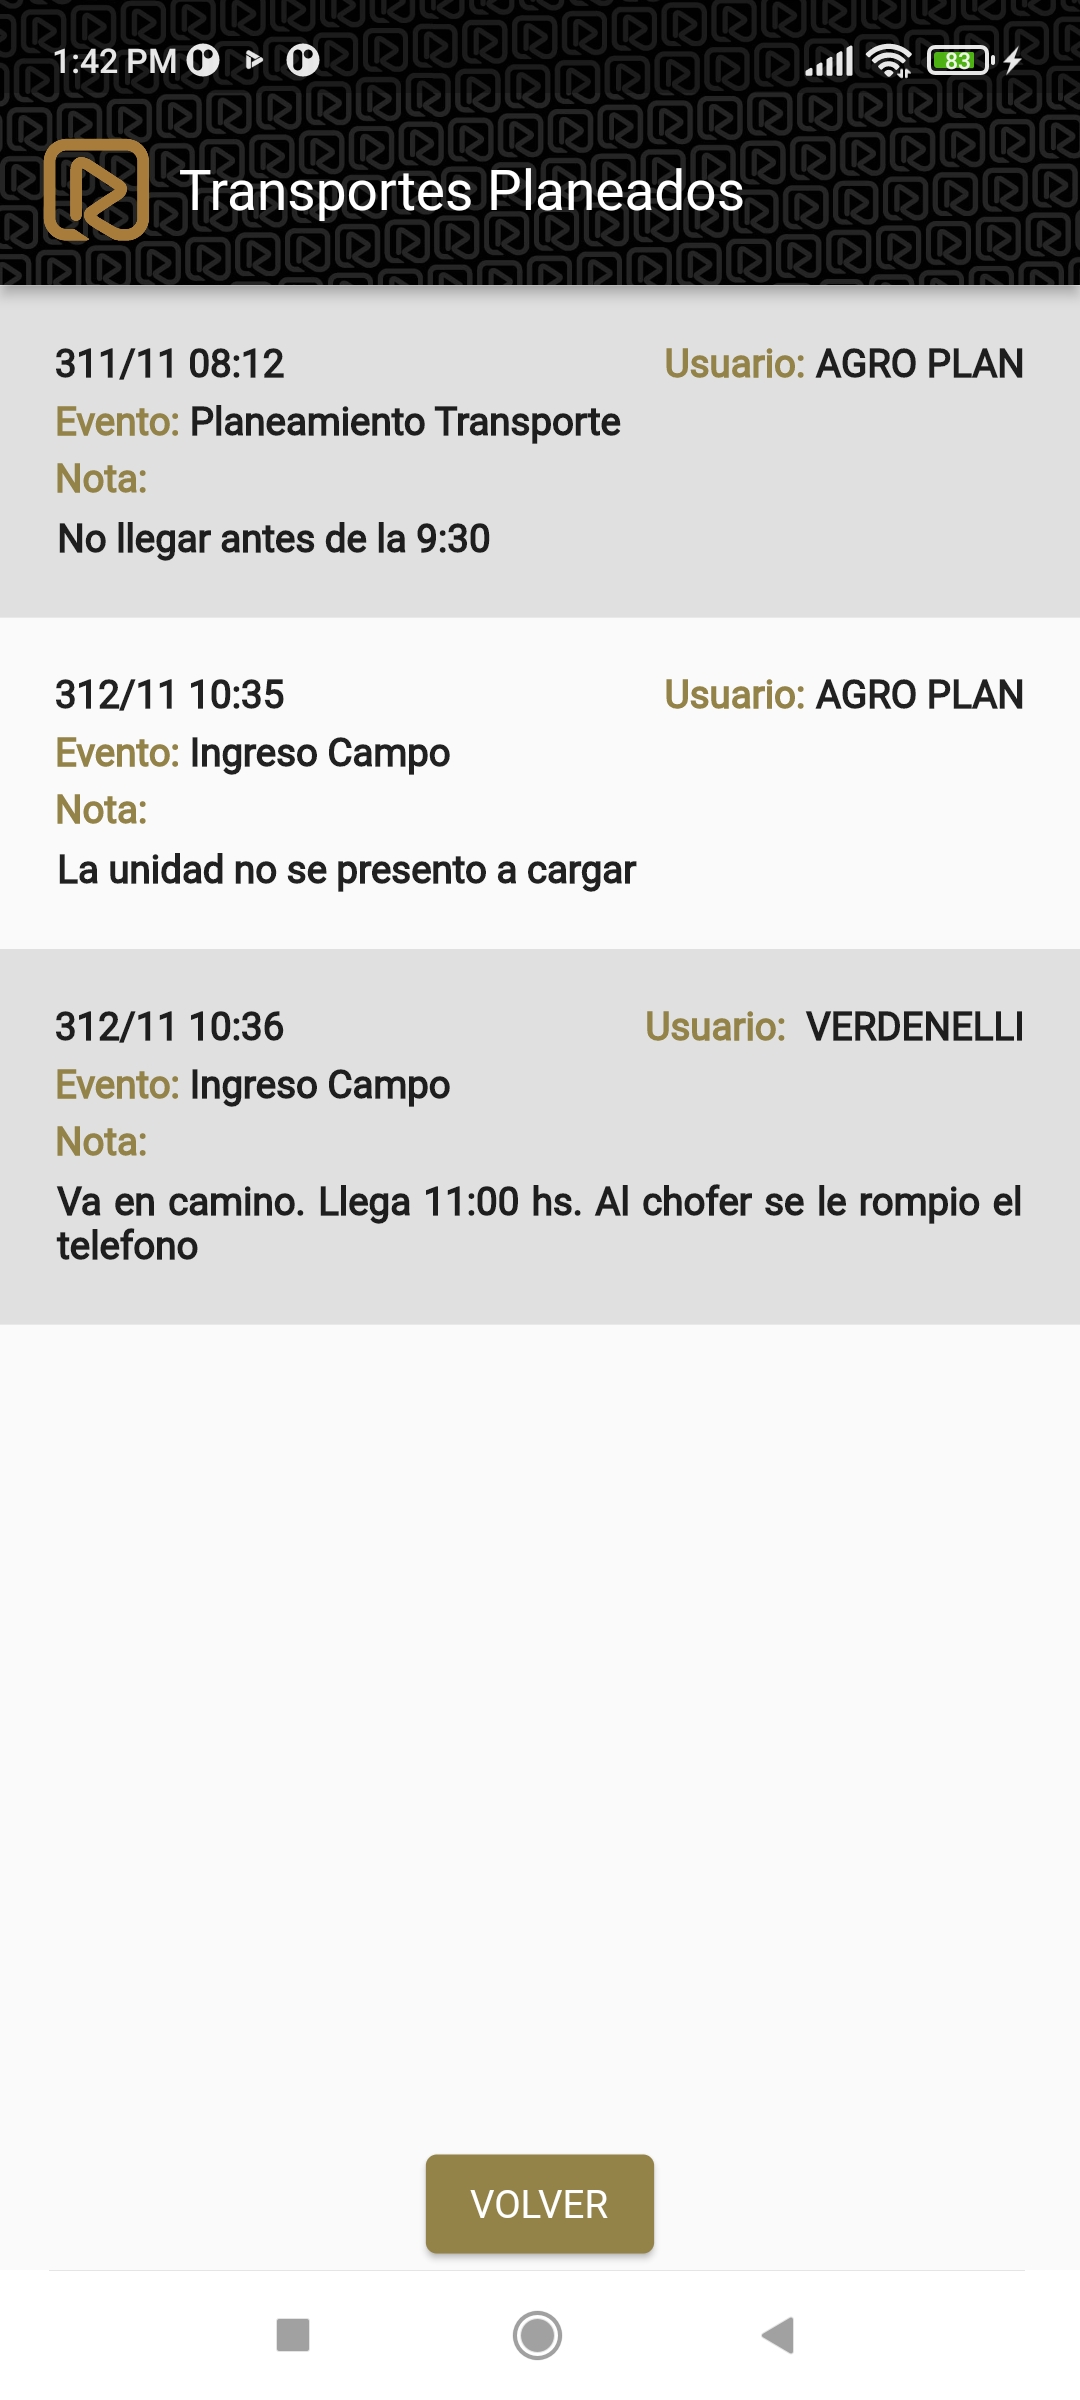 1:42 PM
83
Transportes Planeados
311/11 08:12 Usuario: AGRO PLAN
Evento: Planeamiento Transporte
Nota:
No llegar antes de la 9:30
312/11 10:35 Usuario: AGRO PLAN
Evento: Ingreso Campo
Nota:
La unidad no se presento a cargar
312/11 10:36 Usuario: VERDENELLI
Evento: Ingreso Campo
Nota:
Va en camino. Llega 11:00 hs. Al chofer se le rompio el
telefono
VOLVER